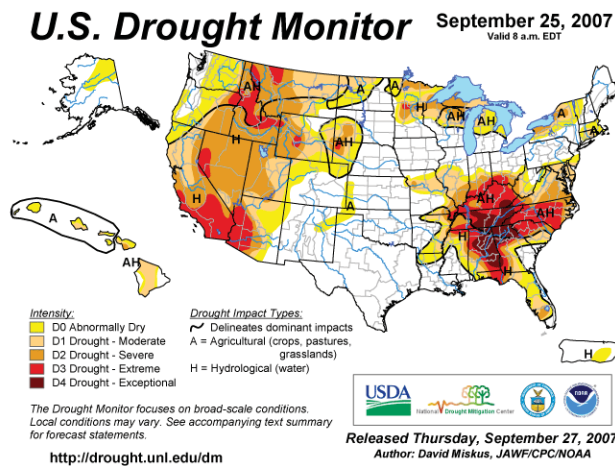 U.S. Drought Monitor
September 25, 2007
Valid 8 a.m. EDT
AH
A
A
H
H
AH
AH
AH
A
AH
H
A
AH
AH
H
H
A
AH
H
Intensity:
D0 Abnormally Dry
D1 Drought - Moderate
D2 Drought - Severe
D3 Drought - Extreme
D4 Drought - Exceptional
Drought Impact Types:
Delineates dominant impacts
A = Agricultural (crops, pastures,
grasslands)
H = Hydrological (water)
The Drought Monitor focuses on broad-scale conditions.
Local conditions may vary. See accompanying text summary
for forecast statements.
http://drought.unl.edu/dm
USDA
National Drought Mitigation Center
Released Thursday, September 27, 2007
Author: David Miskus, JAWF/CPC/NOAA